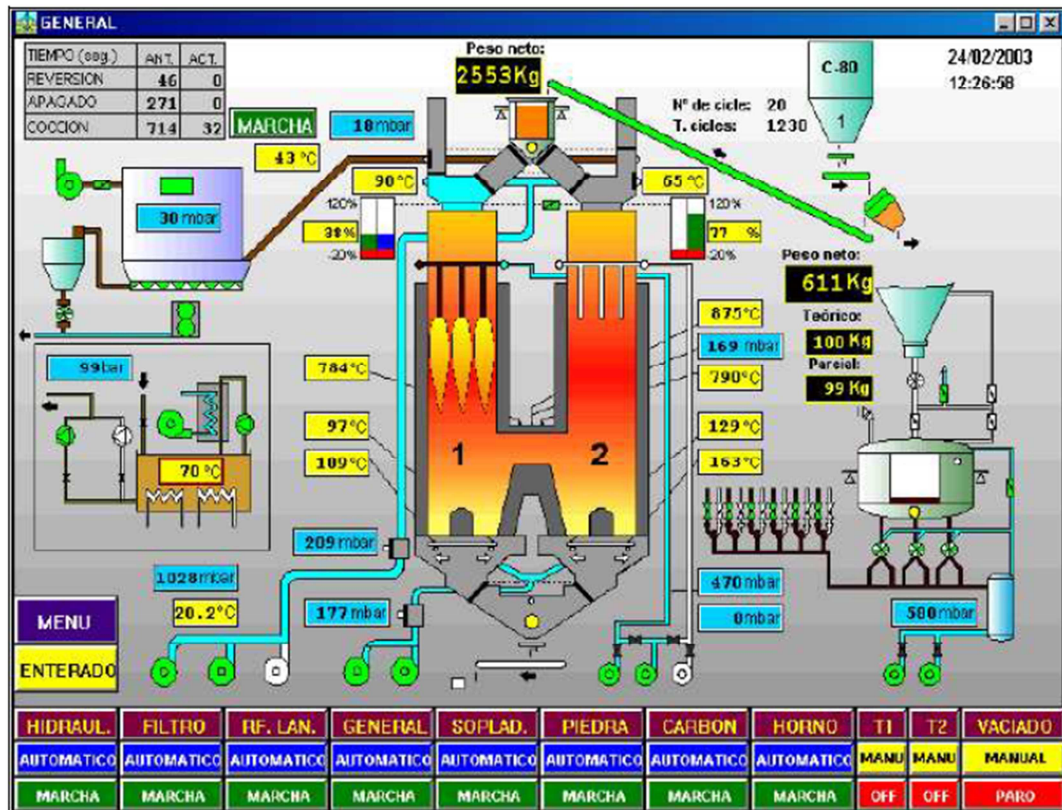 GENERAL
TIEMPO (seg.) ANT. ACT.
REVERSION 46 0
APAGADO 271 0
COCCION 714 32
MARCHA
18 mbar
43 °C
Peso neto:
2553Kg
24/02/2003
12:26:58
C-80
1
Nº de cicle: 20
T. cicles: 1230
90 °C
65 °C
120%
38 %
-20%
120%
77 %
-20%
30 mbar
Peso neto:
611Kg
Teórico:
100 Kg
Parcial:
99 Kg
99 bar
70 °C
784°C
97°C
109°C
875°C
169 mbar
790°C
129°C
163°C
1
2
209 mbar
1028 mbar
20.2°C
177 mbar
470 mbar
0 mbar
580 mbar
MENU
ENTERADO
HIDRAUL. FILTRO RF. LAN. GENERAL SOPLAD. PIEDRA CARBON HORNO T1 T2 VACIADO
AUTOMATICO AUTOMATICO AUTOMATICO AUTOMATICO AUTOMATICO AUTOMATICO AUTOMATICO AUTOMATICO MANU MANU MANUAL
MARCHA MARCHA MARCHA MARCHA MARCHA MARCHA MARCHA MARCHA OFF OFF PARO